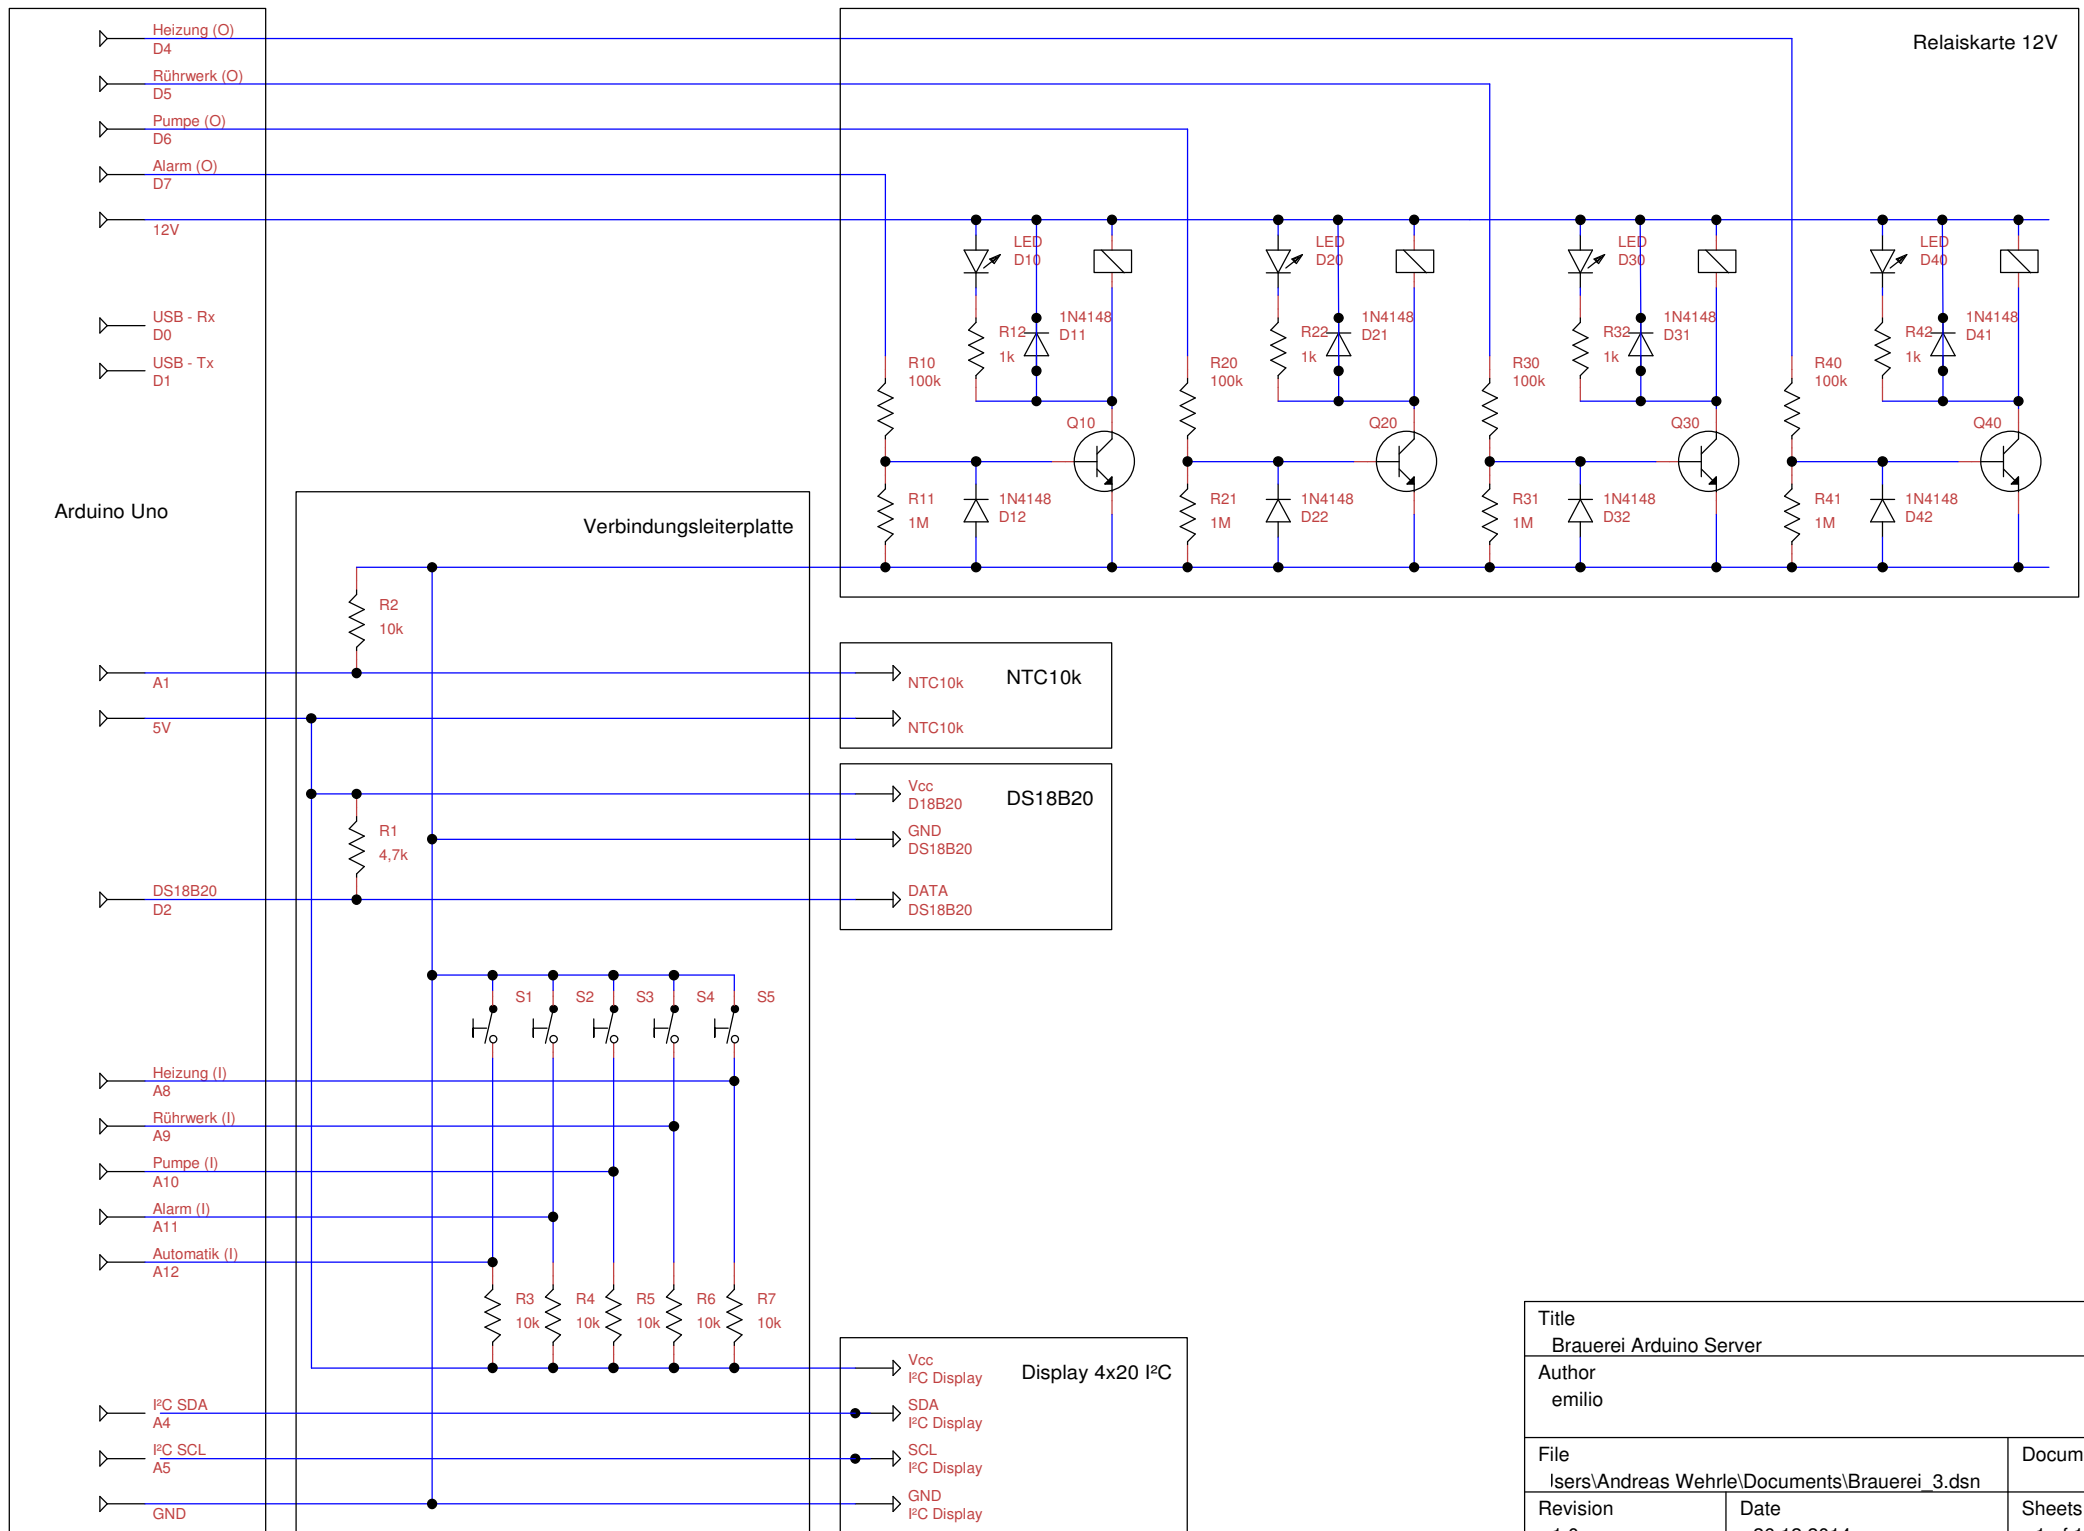 Heizung (O)
D4
Rührwerk (O)
D5
Pumpe (O)
D6
Alarm (O)
D7
12V
USB - Rx
D0
USB - Tx
D1
Arduino Uno
Relaiskarte 12V
LED
D10
LED
D20
LED
D30
LED
D40
R12
1k
1N4148
D11
R22
1k
1N4148
D21
R32
1k
1N4148
D31
R42
1k
1N4148
D41
R10
100k
R20
100k
R30
100k
R40
100k
Q10
Q20
Q30
Q40
R11
1M
1N4148
D12
R21
1M
1N4148
D22
R31
1M
1N4148
D32
R41
1M
1N4148
D42
Verbindungsleiterplatte
R2
10k
A1
5V
NTC10k
NTC10k
NTC10k
R1
4,7k
DS18B20
D2
Vcc
D18B20
DS18B20
GND
DS18B20
DATA
DS18B20
S1
S2
S3
S4
S5
Heizung (I)
A8
Rührwerk (I)
A9
Pumpe (I)
A10
Alarm (I)
A11
Automatik (I)
A12
R3
10k
R4
10k
R5
10k
R6
10k
R7
10k
I²C SDA
A4
I²C SCL
A5
GND
Vcc
I²C Display
Display 4x20 I²C
SDA
I²C Display
SCL
I²C Display
GND
I²C Display
Title
Brauerei Arduino Server
Author
emilio
File
Docum
sers\Andreas Wehrle\Documents\Brauerei_3.dsn
Revision
Date
Sheets